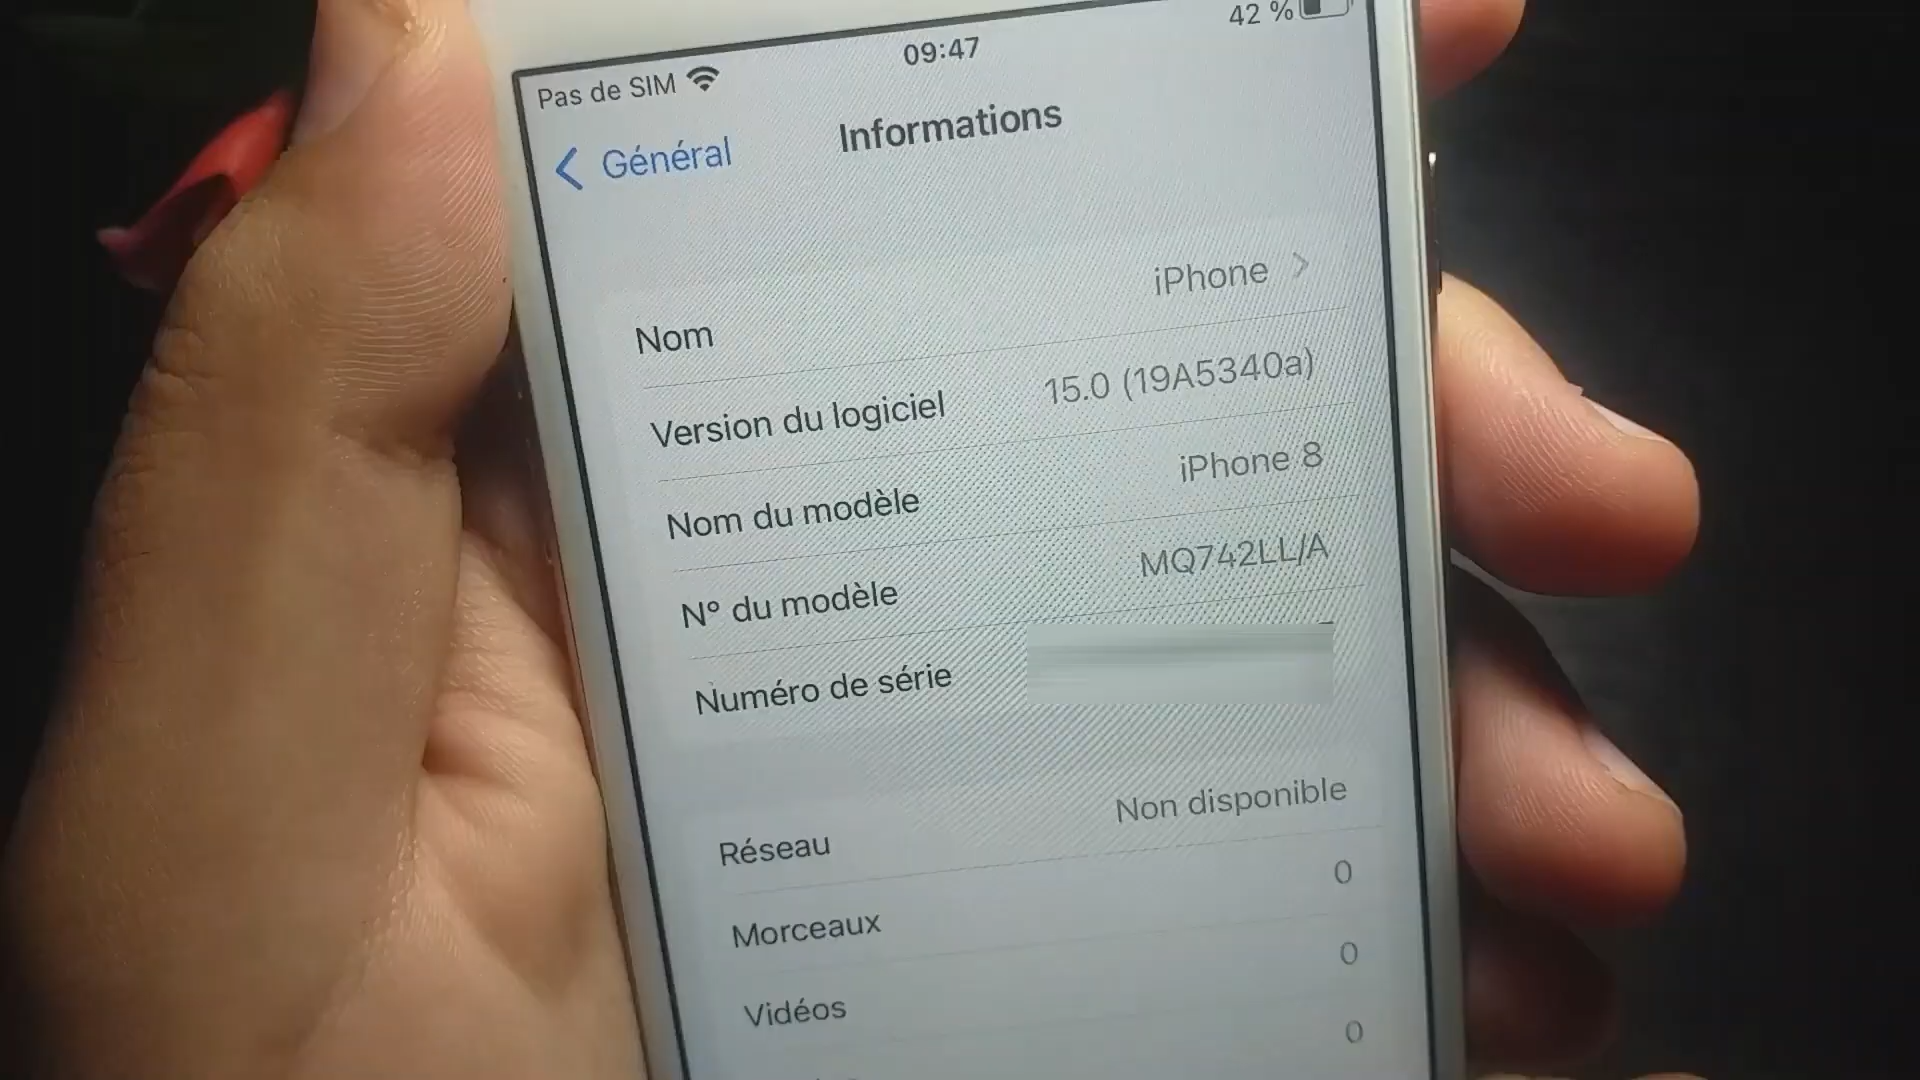 Pas de SIM 09:47 42 %
Général Informations
Nom iPhone
Version du logiciel 15.0 (19A5340a)
Nom du modèle iPhone 8
N° du modèle MQ742LL/A
Numéro de série
Réseau Non disponible
Morceaux 0
Vidéos 0
0